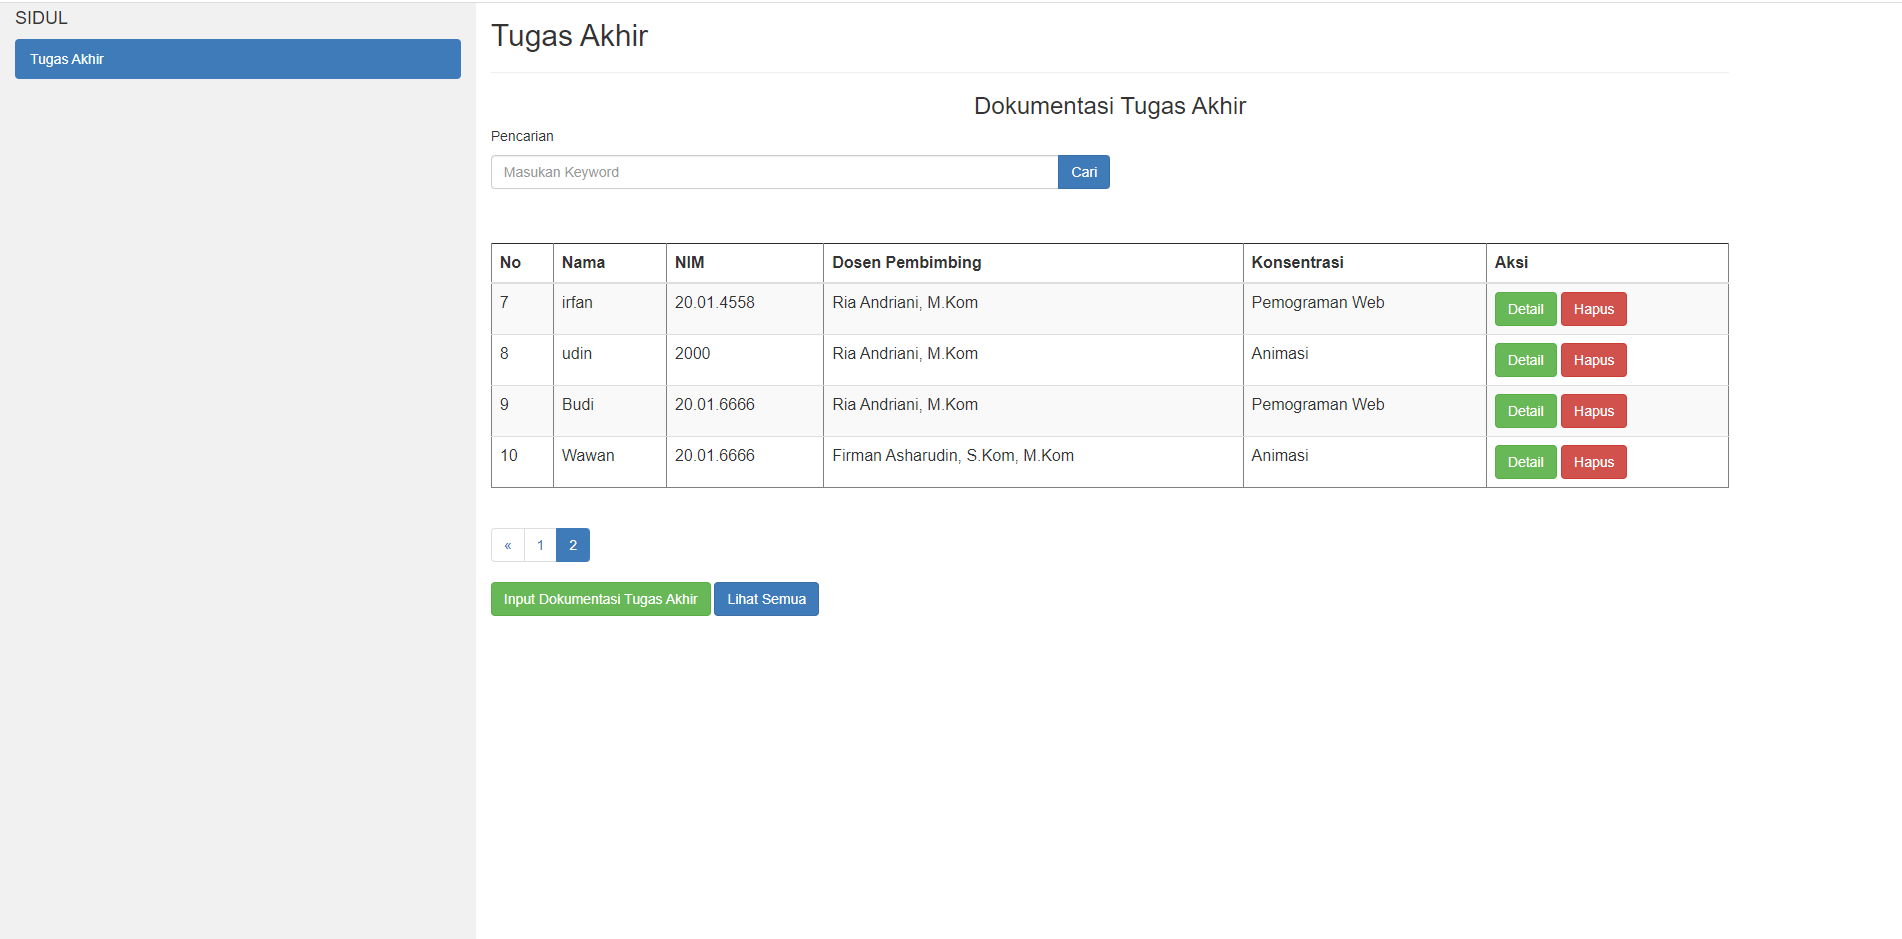 SIDUL
Tugas Akhir
Tugas Akhir
Dokumentasi Tugas Akhir
Pencarian
Masukan Keyword Cari
No Nama NIM Dosen Pembimbing Konsentrasi Aksi
7 irfan 20.01.4558 Ria Andriani, M.Kom Pemograman Web Detail Hapus
8 udin 2000 Ria Andriani, M.Kom Animasi Detail Hapus
9 Budi 20.01.6666 Ria Andriani, M.Kom Pemograman Web Detail Hapus
10 Wawan 20.01.6666 Firman Asharudin, S.Kom, M.Kom Animasi Detail Hapus
« 1 2
Input Dokumentasi Tugas Akhir Lihat Semua